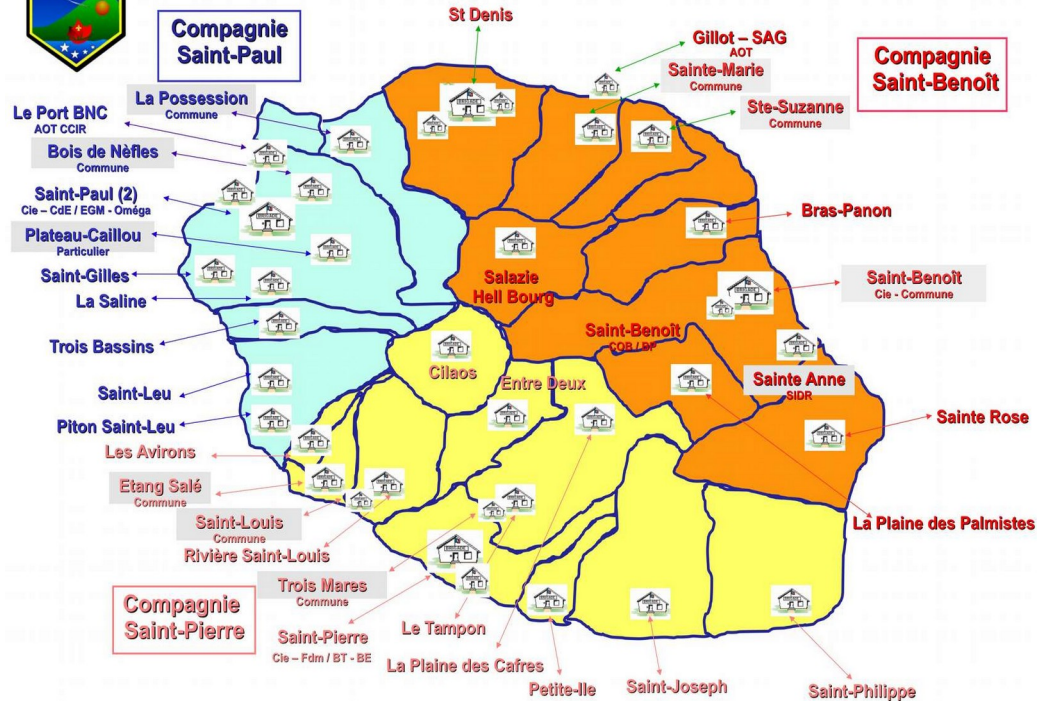 St Denis
Compagnie
Saint-Paul
Gillot – SAG
AOT
Compagnie
Saint-Benoît
Sainte-Marie
Commune
La Possession
Commune
Le Port BNC
AOT CCIR
Ste-Suzanne
Commune
Bois de Nèfles
Commune
Saint-Paul (2)
Cie – CdE / EGM - Oméga
Bras-Panon
Plateau-Caillou
Particulier
Saint-Gilles
Salazie
Hell Bourg
Saint-Benoît
Cie - Commune
La Saline
Saint-Benoît
COB / BP
Trois Bassins
Cilaos
Entre Deux
Sainte Anne
SIDR
Saint-Leu
Sainte Rose
Piton Saint-Leu
Les Avirons
Etang Salé
Commune
Saint-Louis
Commune
La Plaine des Palmistes
Rivière Saint-Louis
Trois Mares
Commune
Compagnie
Saint-Pierre
Saint-Pierre
Cie – Fdm / BT - BE
Le Tampon
La Plaine des Cafres
Petite-Ile
Saint-Joseph
Saint-Philippe